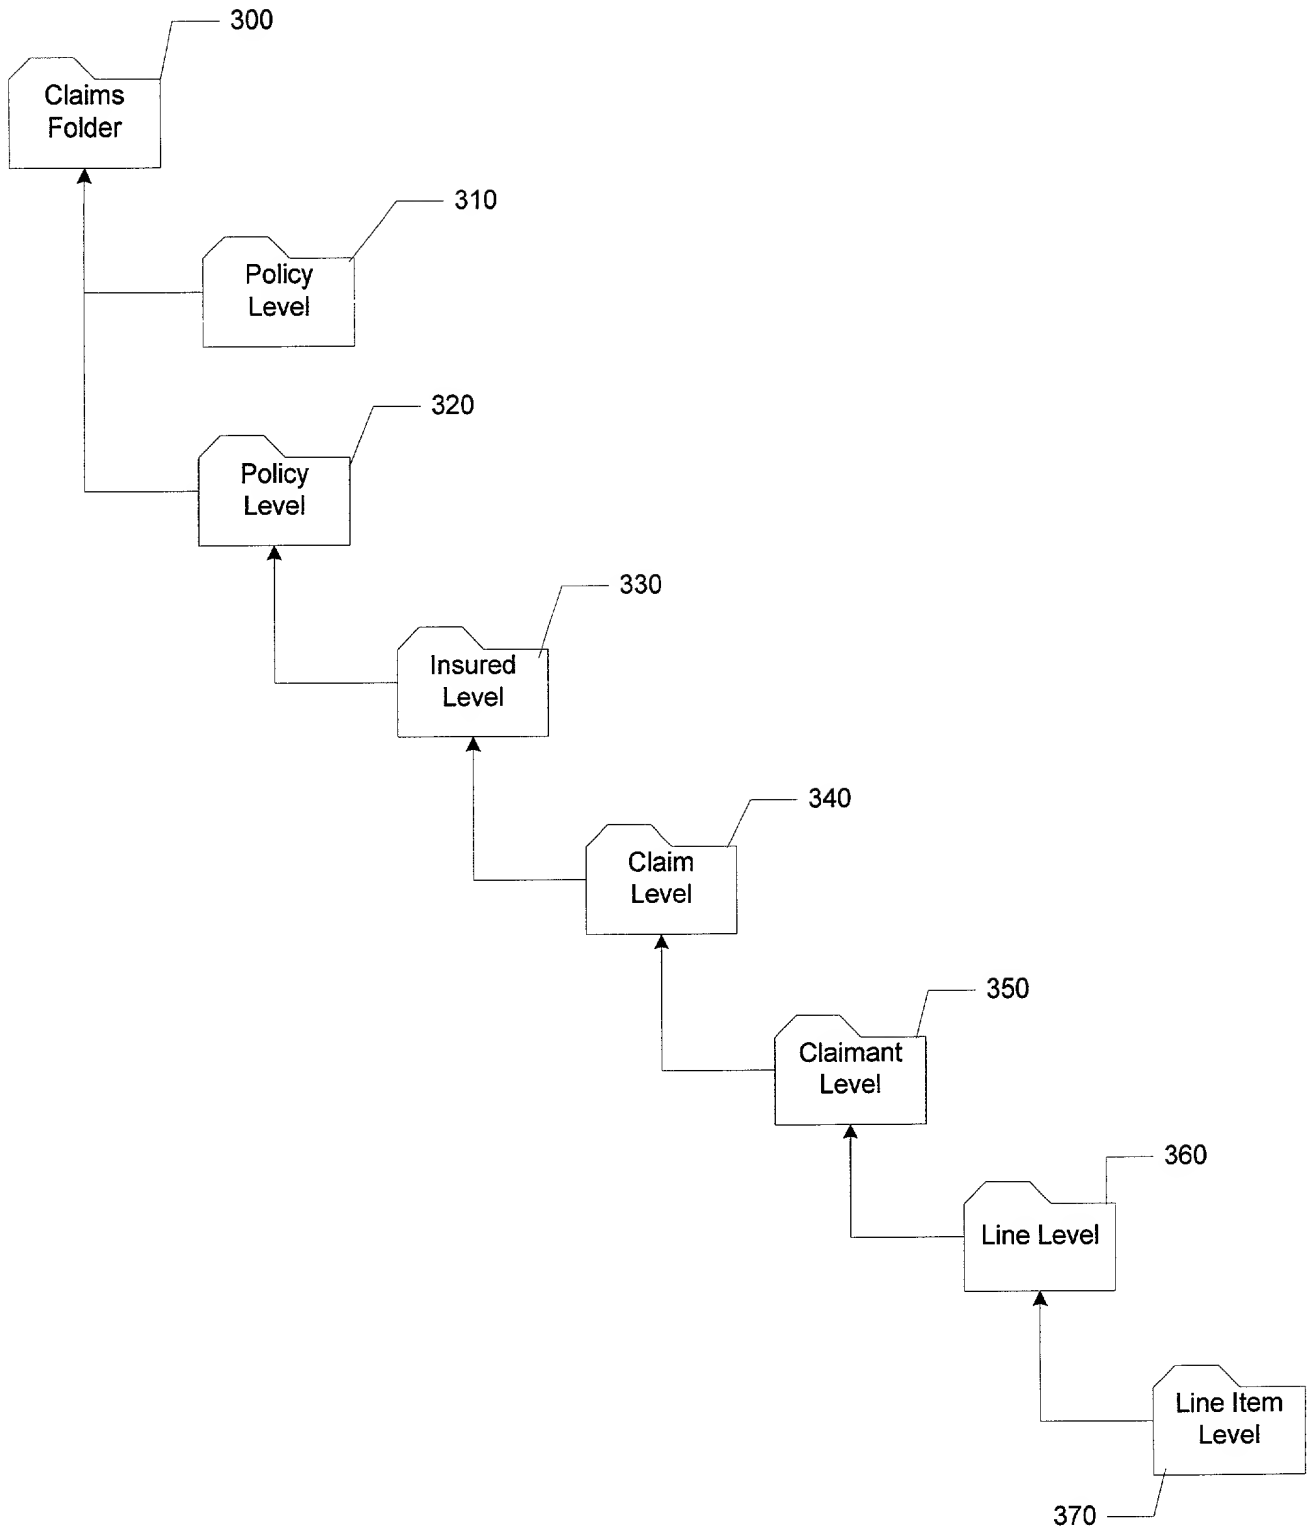 300
Claims
Folder
310
Policy
Level
320
Policy
Level
330
Insured
Level
340
Claim
Level
350
Claimant
Level
360
Line Level
Line Item
Level
370